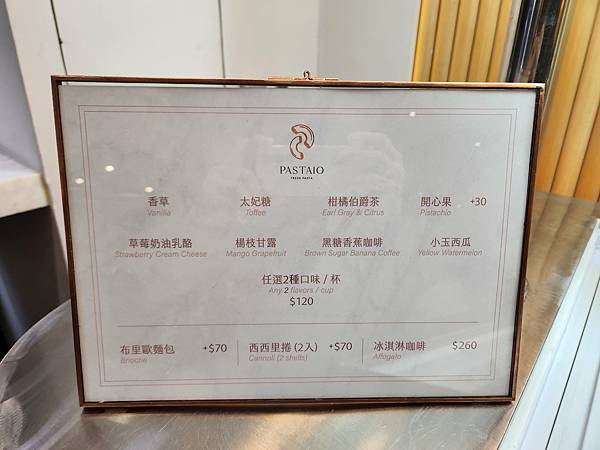 PASTAIO
FRESH PASTA
香草 太妃糖 柑橘伯爵茶 開心果 +30
Vanilla Toffee Earl Gray & Citrus Pistachio
草莓奶油乳酪 楊枝甘露 黑糖香蕉咖啡 小玉西瓜
Strawberry Cream Cheese Mango Grapefruit Brown Sugar Banana Coffee Yellow Watermelon
任選2種口味 / 杯
Any 2 flavors / cup
$120
布里歐麵包 +$70 西西里捲 (2入) +$70 冰淇淋咖啡 $260
Brioche Cannoli (2 shells) Affogato